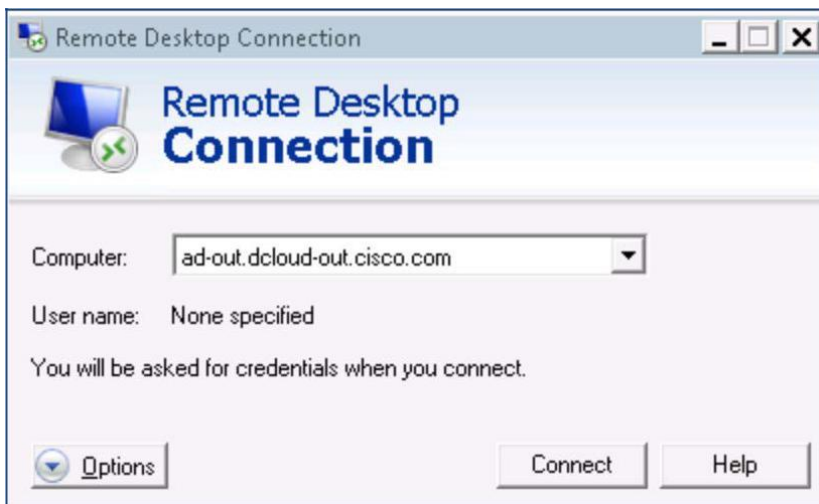 Remote Desktop Connection
Remote Desktop
Connection
Computer: ad-out.dcloud-out.cisco.com
User name: None specified
You will be asked for credentials when you connect.
Options Connect Help